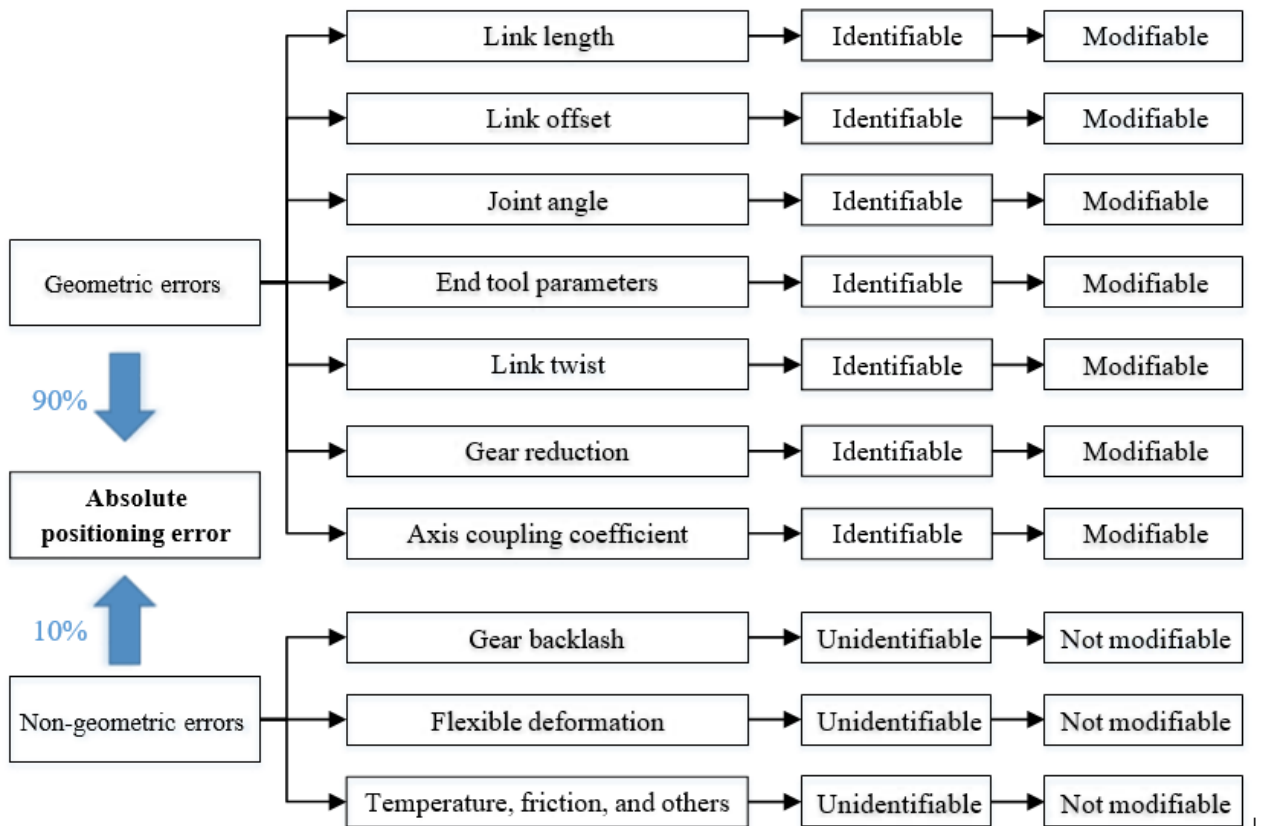 Link length
Identifiable
Modifiable
Link offset
Identifiable
Modifiable
Joint angle
Identifiable
Modifiable
Geometric errors
End tool parameters
Identifiable
Modifiable
Link twist
Identifiable
Modifiable
90%
Gear reduction
Identifiable
Modifiable
Absolute
positioning error
Axis coupling coefficient
Identifiable
Modifiable
10%
Gear backlash
Unidentifiable
Not modifiable
Non-geometric errors
Flexible deformation
Unidentifiable
Not modifiable
Temperature, friction, and others
Unidentifiable
Not modifiable